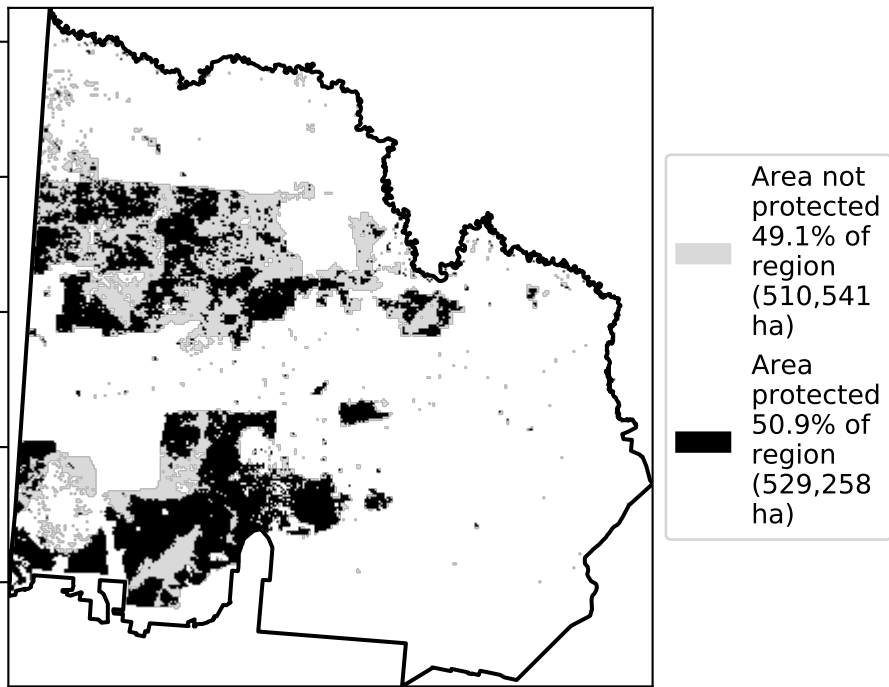 Area not
protected
49.1% of
region
(510,541
ha)
Area
protected
50.9% of
region
(529,258
ha)